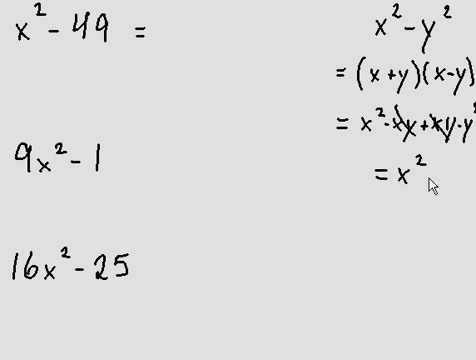 x² - 49 =
9x² - 1
16x² - 25
x² - y²
= (x+y)(x-y)
= x² - xy + xy - y²
= x²